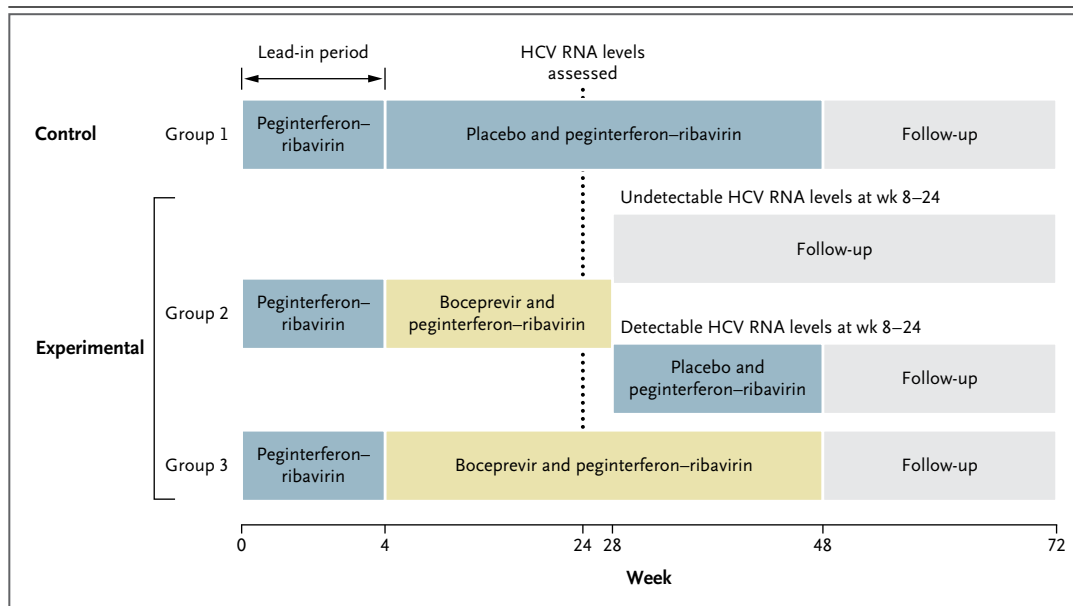 Lead-in period
HCV RNA levels
assessed
Control
Group 1
Peginterferon–
ribavirin
Placebo and peginterferon–ribavirin
Follow-up
Undetectable HCV RNA levels at wk 8–24
Follow-up
Experimental
Group 2
Peginterferon–
ribavirin
Boceprevir and
peginterferon–ribavirin
Detectable HCV RNA levels at wk 8–24
Placebo and
peginterferon–ribavirin
Follow-up
Group 3
Peginterferon–
ribavirin
Boceprevir and peginterferon–ribavirin
Follow-up
0 4 24 28 48 72
Week